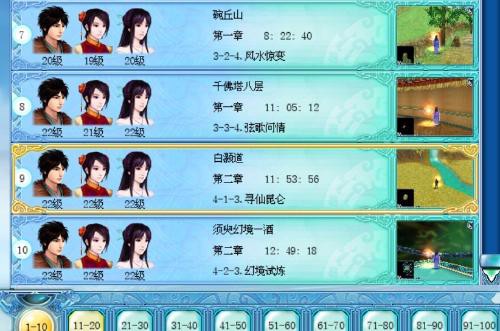 7
碗丘山
第一章 8：22：40
3-2-4.风水惊变
20级 19级 20级
8
千佛塔八层
第一章 11：05：12
3-3-4.弦歌问情
22级 21级 20级
9
白灏道
第二章 11：53：56
4-1-3.寻仙昆仑
22级 22级 22级
10
须臾幻境一酒
第二章 12：49：18
4-2-3.幻境试炼
23级 22级 22级
1-10 11-20 21-30 31-40 41-50 51-60 61-70 71-80 81-90 91-100